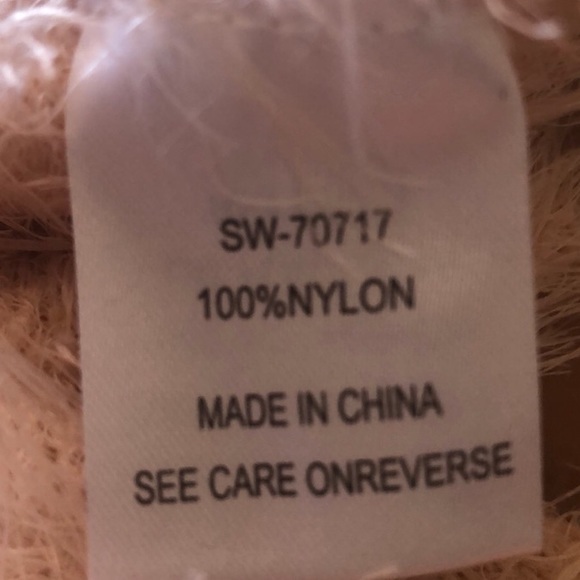 SW-70717
100%NYLON
MADE IN CHINA
SEE CARE ONREVERSE